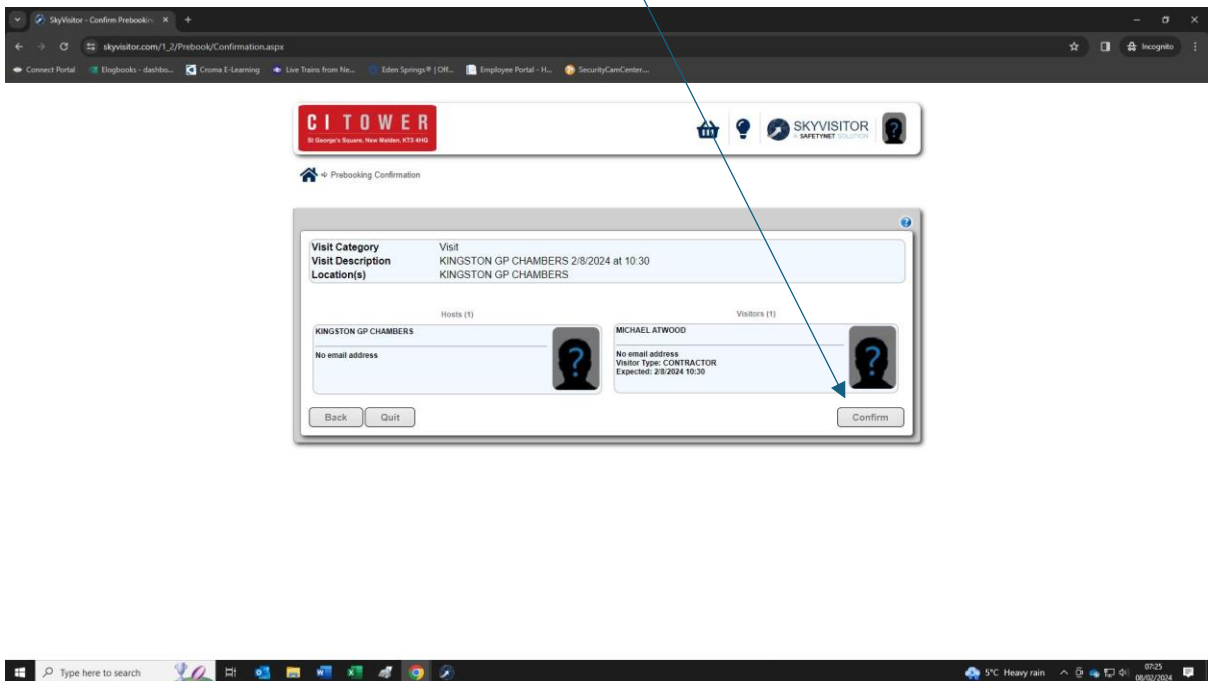 SkyVisitor - Confirm Prebookin
skyvisitor.com/1_2/Prebook/Confirmation.aspx
Incognito
Connect Portal
Elogbooks - dashbo...
Croma E-Learning
Live Trains from Ne...
Eden Springs® | Off...
Employee Portal - H...
SecurityCamCenter....
CI TOWER
St George's Square, New Malden, KT3 4HG
SKYVISITOR
A SAFETYNET SOLUTION
Prebooking Confirmation
Visit Category Visit
Visit Description KINGSTON GP CHAMBERS 2/8/2024 at 10:30
Location(s) KINGSTON GP CHAMBERS
Hosts (1)
KINGSTON GP CHAMBERS
No email address
Visitors (1)
MICHAEL ATWOOD
No email address
Visitor Type: CONTRACTOR
Expected: 2/8/2024 10:30
Back
Quit
Confirm
Type here to search
5°C Heavy rain
07:25
08/02/2024